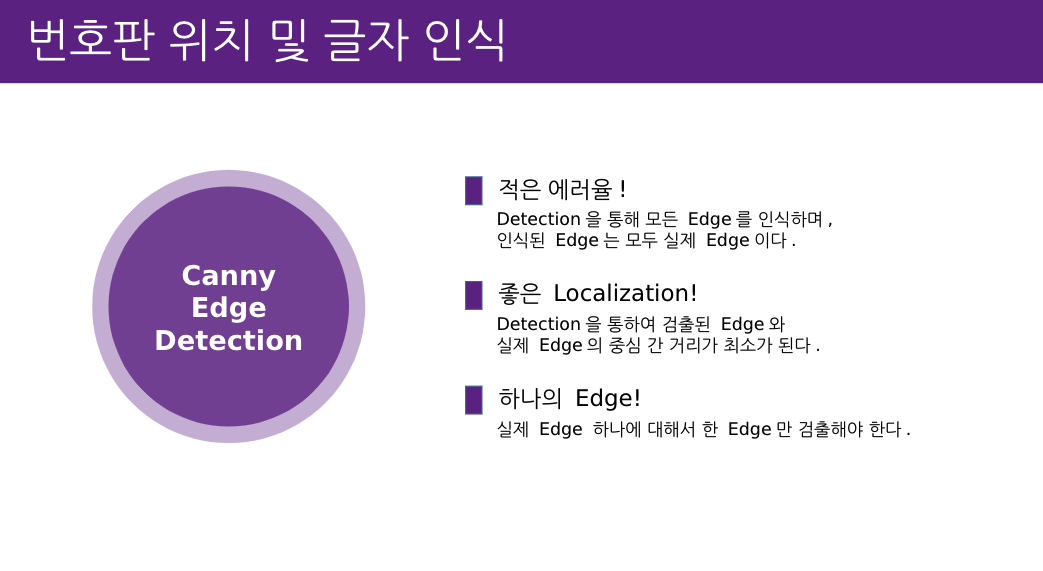 번호판 위치 및 글자 인식
Canny
Edge
Detection
적은 에러율 !
Detection 을 통해 모든 Edge 를 인식하며 ,
인식된 Edge 는 모두 실제 Edge 이다 .
좋은 Localization!
Detection 을 통하여 검출된 Edge 와
실제 Edge 의 중심 간 거리가 최소가 된다 .
하나의 Edge!
실제 Edge 하나에 대해서 한 Edge 만 검출해야 한다 .